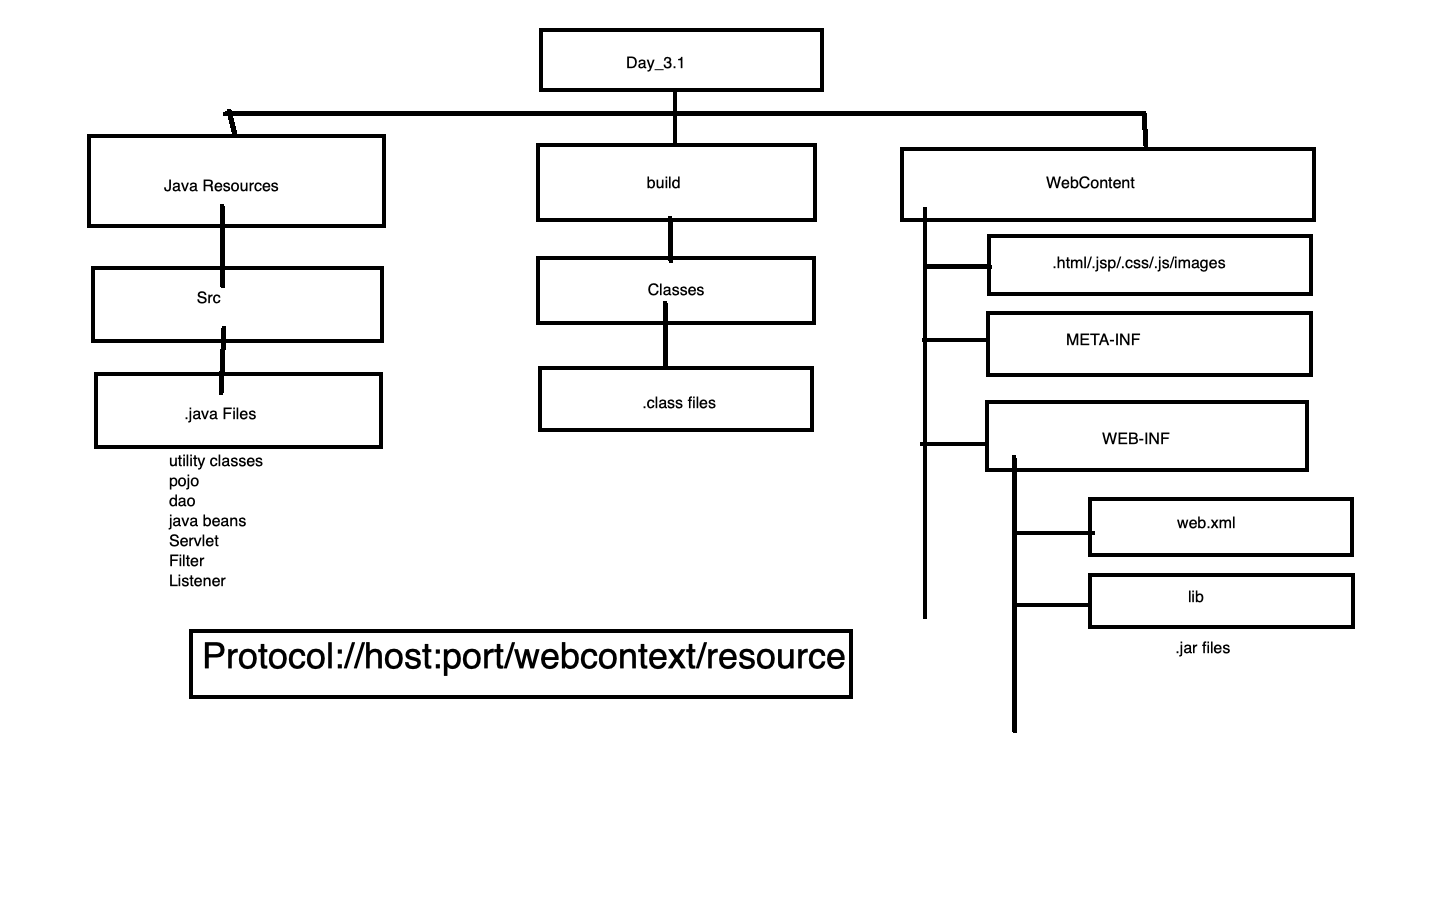 Day_3.1
Java Resources
build
WebContent
.html/.jsp/.css/.js/images
Src
Classes
META-INF
.java Files
.class files
WEB-INF
utility classes
pojo
dao
java beans
Servlet
Filter
Listener
web.xml
lib
.jar files
Protocol://host:port/webcontext/resource